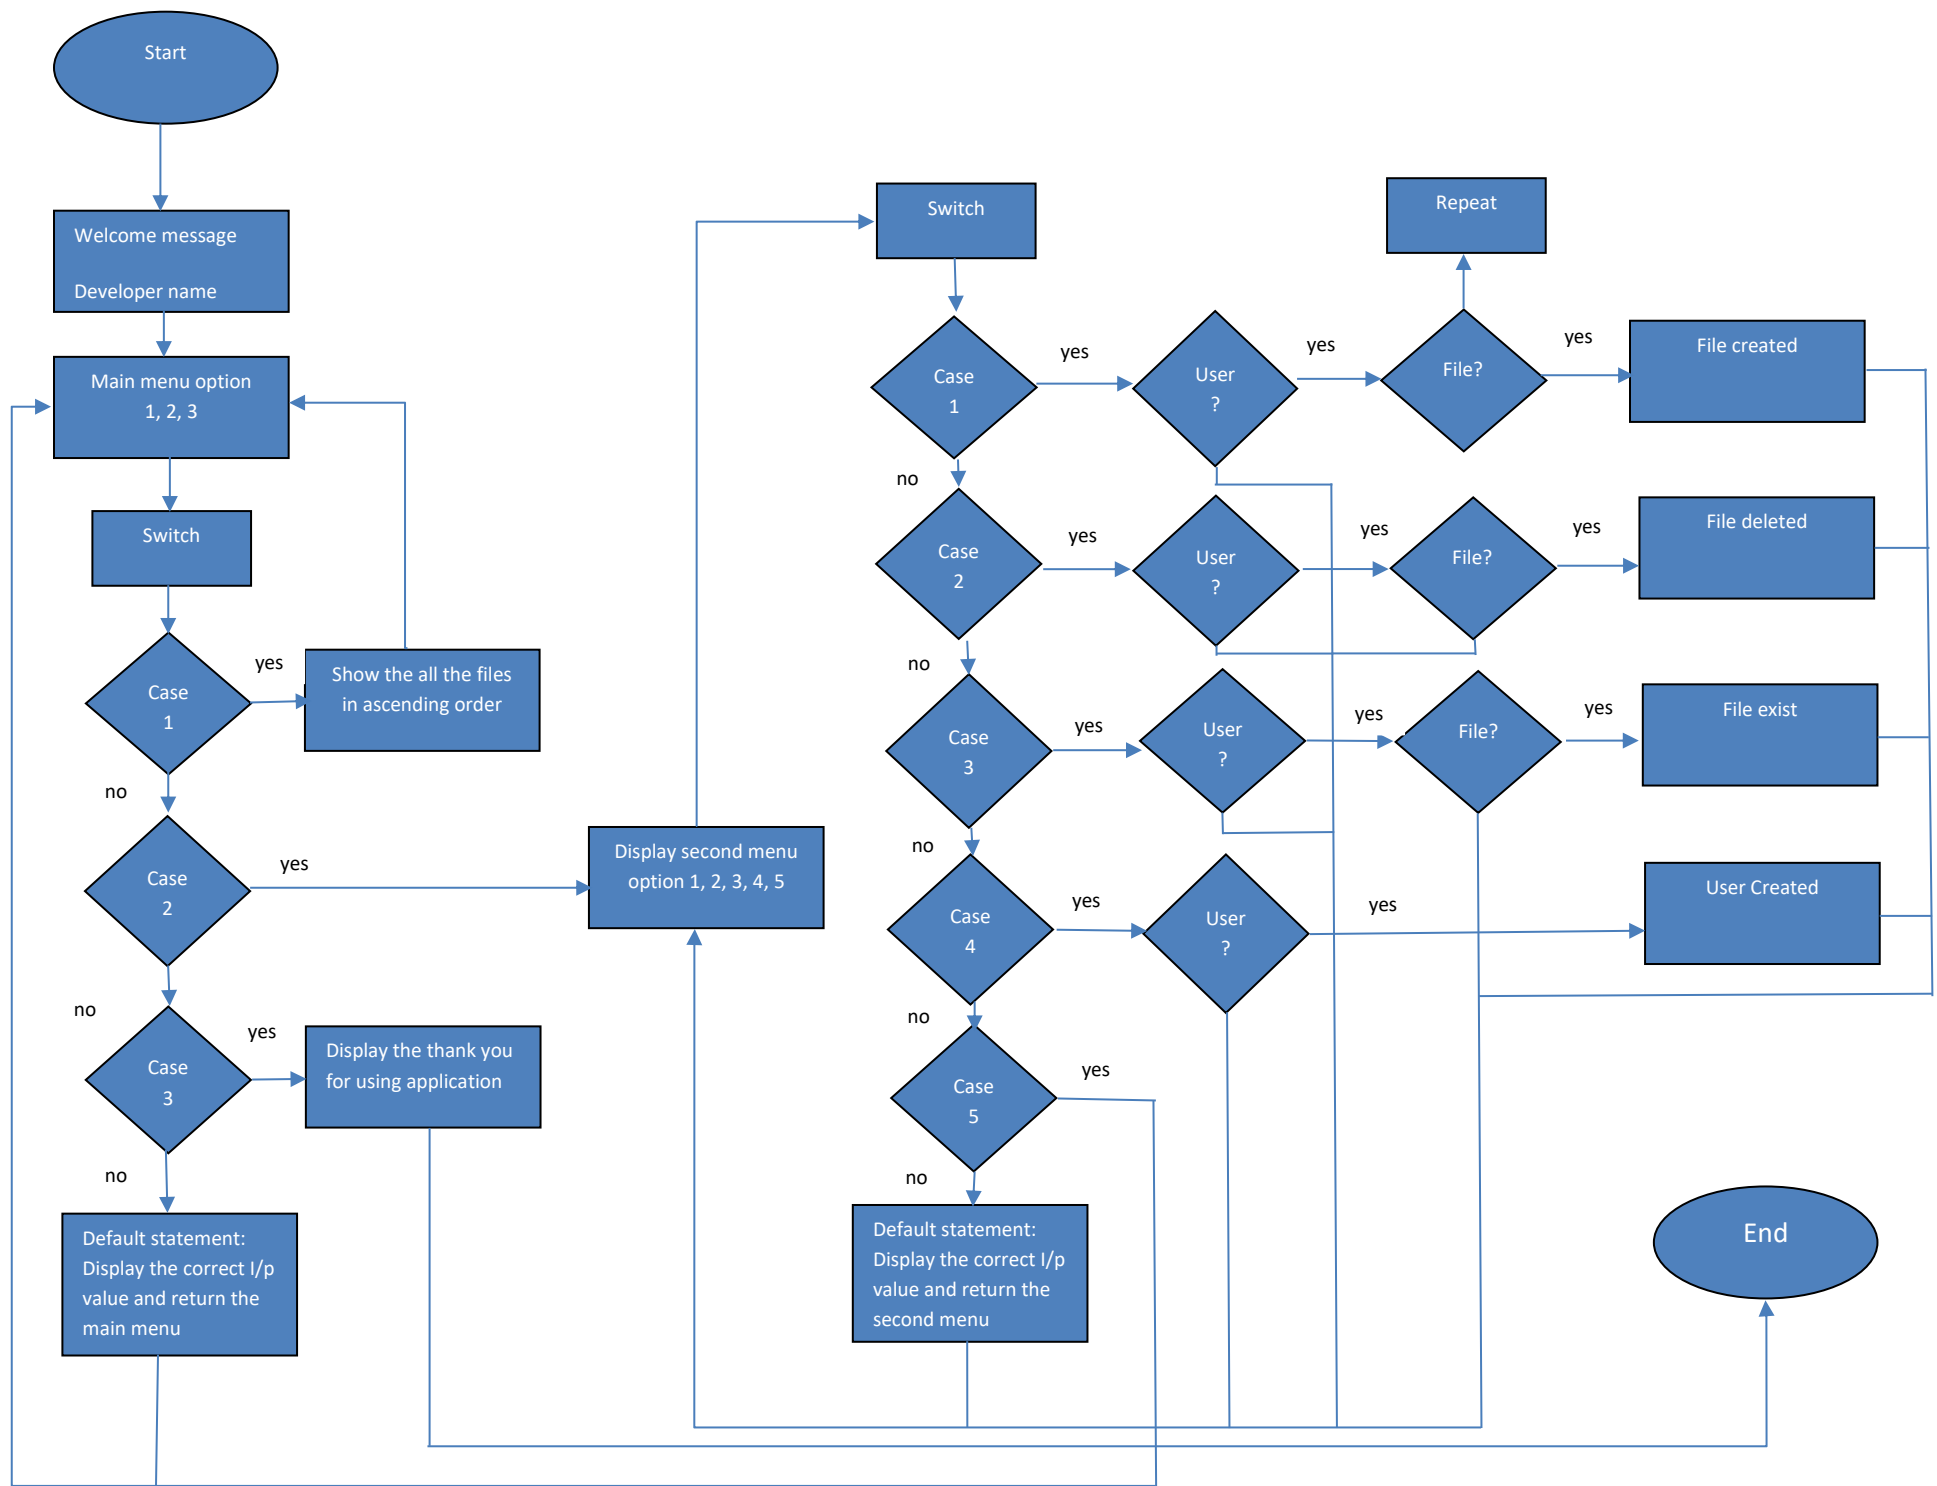 Start
Welcome message
Developer name
Main menu option
1, 2, 3
Switch
Case
1
yes
Show the all the files
in ascending order
no
Case
2
yes
Display second menu
option 1, 2, 3, 4, 5
no
Case
3
yes
Display the thank you
for using application
no
Default statement:
Display the correct I/p
value and return the
main menu
Switch
Repeat
Case
1
yes
User
?
yes
File?
yes
File created
no
Case
2
yes
User
?
yes
File?
yes
File deleted
no
Case
3
yes
User
?
yes
File?
yes
File exist
no
Case
4
yes
User
?
yes
User Created
no
Case
5
yes
no
Default statement:
Display the correct I/p
value and return the
second menu
End